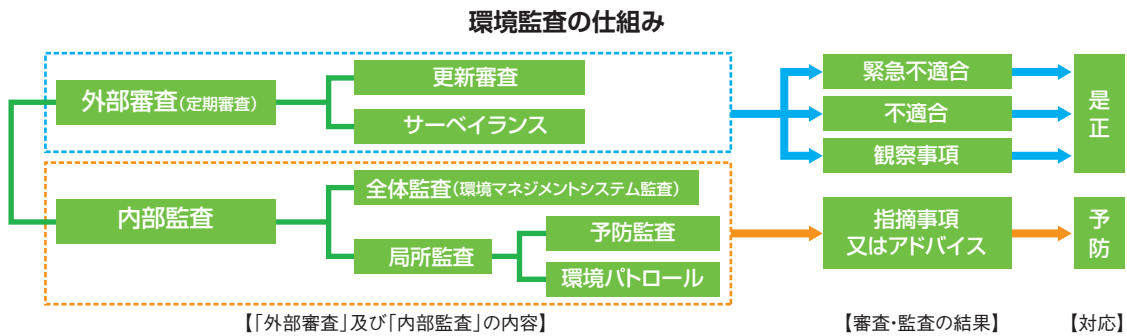 環境監査の仕組み
外部審査(定期審査)
更新審査
サーベイランス
内部監査
全体監査(環境マネジメントシステム監査)
局所監査
予防監査
環境パトロール
緊急不適合
不適合
観察事項
是正
指摘事項
又はアドバイス
予防
【「外部審査」及び「内部監査」の内容】
【審査・監査の結果】
【対応】